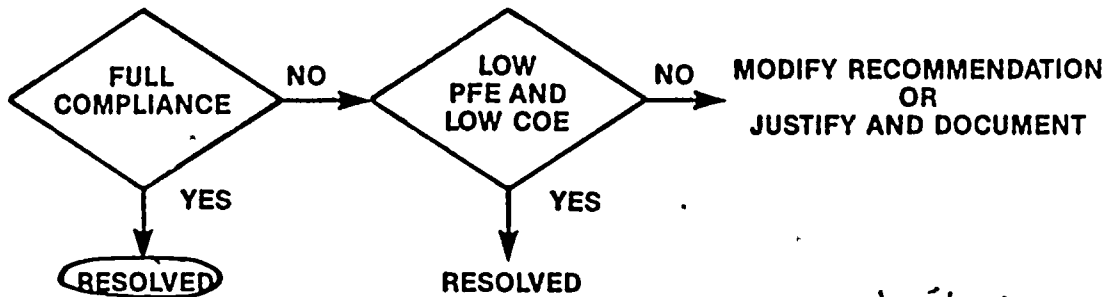 FULL
COMPLIANCE
NO
LOW
PFE AND
LOW COE
NO
MODIFY RECOMMENDATION
OR
JUSTIFY AND DOCUMENT
YES
YES
RESOLVED
RESOLVED